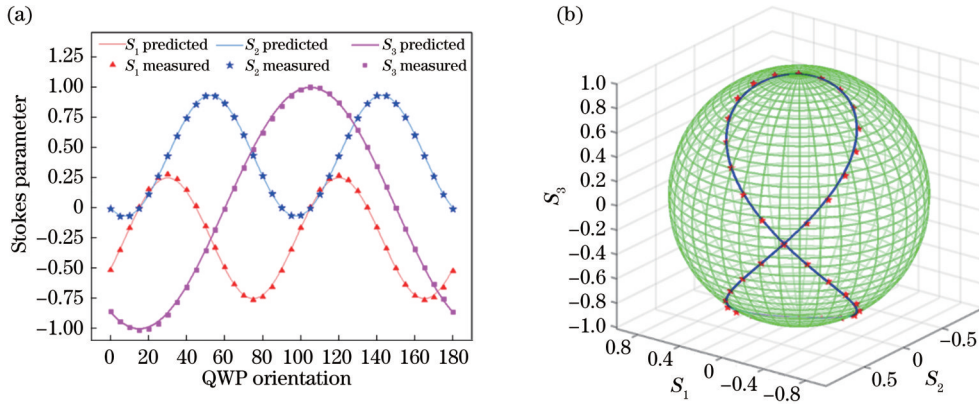 (a)
S1 predicted S2 predicted S3 predicted
S1 measured S2 measured S3 measured
Stokes parameter
1.25
1.00
0.75
0.50
0.25
0
−0.25
−0.50
−0.75
−1.00
0 20 40 60 80 100 120 140 160 180
QWP orientation
(b)
S3
1.0
0.8
0.6
0.4
0.2
0
−0.2
−0.4
−0.6
−0.8
−1.0
0.8 0.4 0 −0.4 −0.8
S1
0.5 0 −0.5
S2